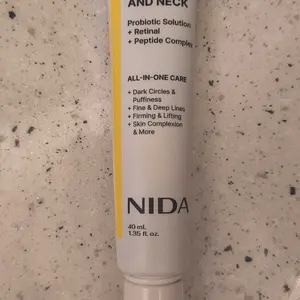 AND NECK
Probiotic Solution
+ Retinal
+ Peptide Complex
ALL-IN-ONE CARE
+ Dark Circles &
Puffiness
+ Fine & Deep Lines
+ Firming & Lifting
+ Skin Complexion
& More
NIDA
40 ml.
1.35 fl. oz.